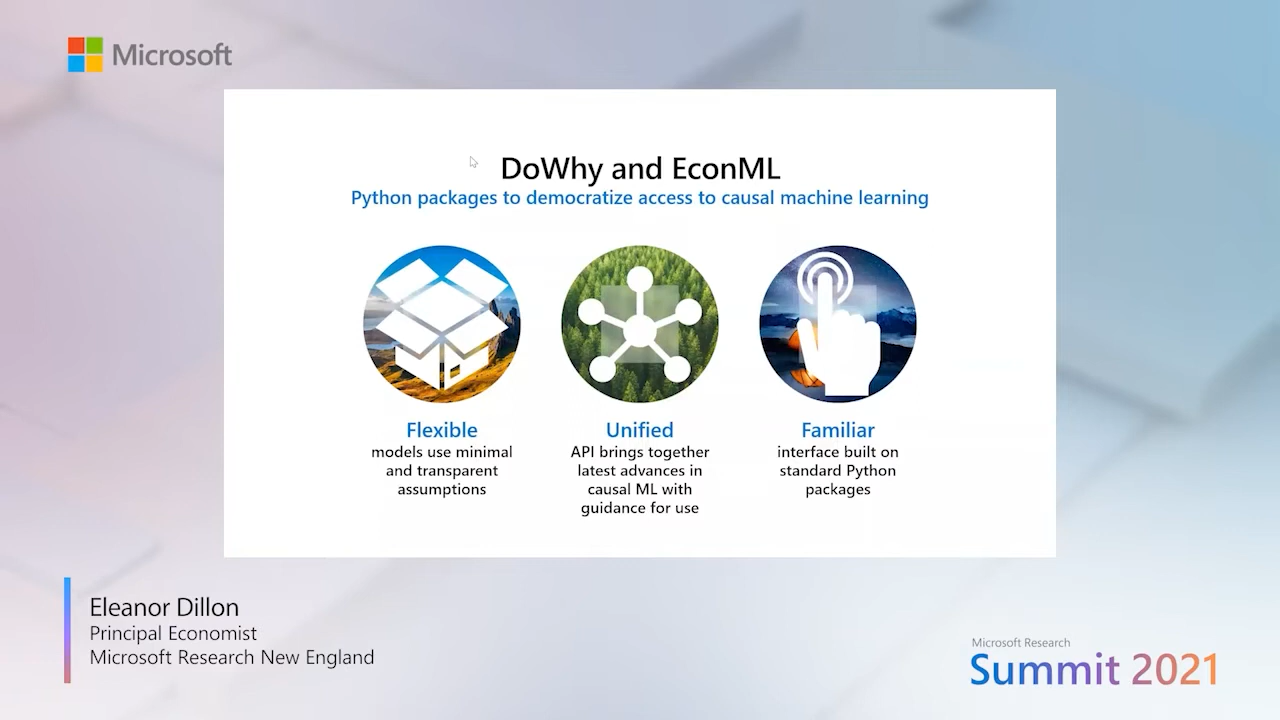 Microsoft
DoWhy and EconML
Python packages to democratize access to causal machine learning
Flexible
models use minimal
and transparent
assumptions
Unified
API brings together
latest advances in
causal ML with
guidance for use
Familiar
interface built on
standard Python
packages
Eleanor Dillon
Principal Economist
Microsoft Research New England
Microsoft Research
Summit 2021